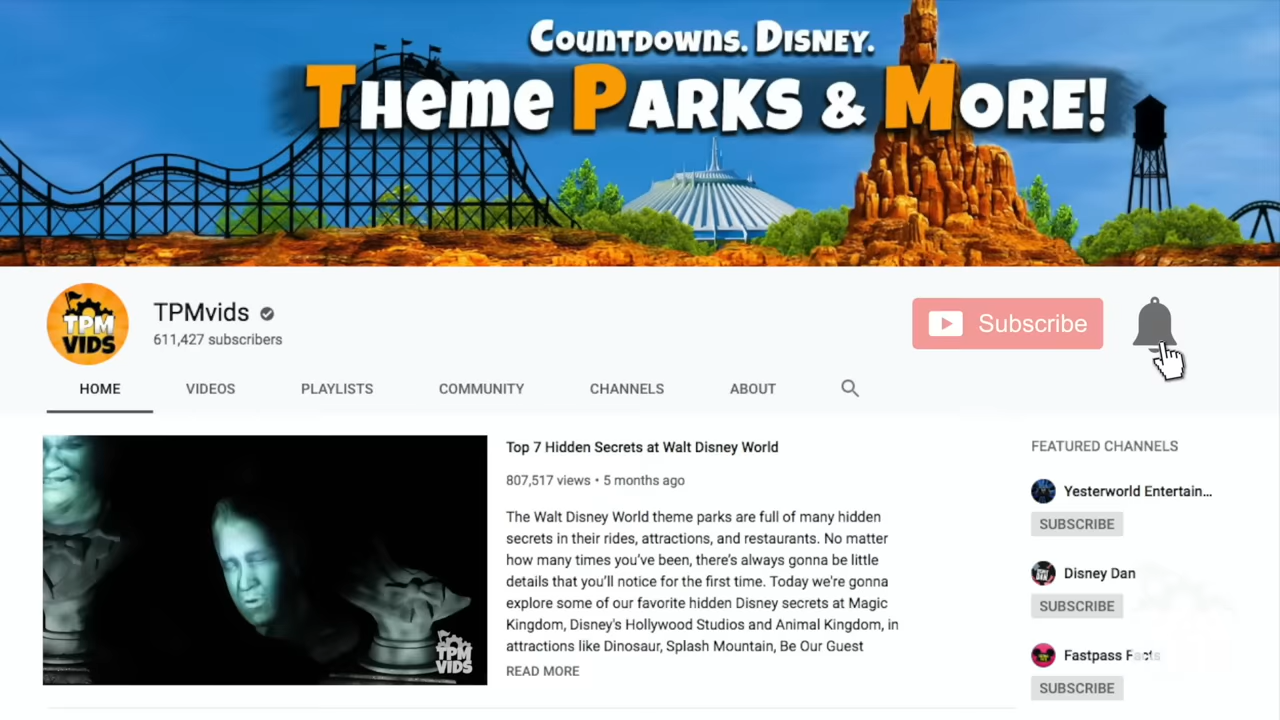 Countdowns. Disney.
Theme Parks & More!
TPM
VIDS
TPMvids
611,427 subscribers
Subscribe
HOME VIDEOS PLAYLISTS COMMUNITY CHANNELS ABOUT
Top 7 Hidden Secrets at Walt Disney World
807,517 views • 5 months ago
The Walt Disney World theme parks are full of many hidden
secrets in their rides, attractions, and restaurants. No matter
how many times you've been, there's always gonna be little
details that you'll notice for the first time. Today we're gonna
explore some of our favorite hidden Disney secrets at Magic
Kingdom, Disney's Hollywood Studios and Animal Kingdom, in
attractions like Dinosaur, Splash Mountain, Be Our Guest
READ MORE
TPM
VIDS
FEATURED CHANNELS
Yesterworld Entertain...
SUBSCRIBE
Disney Dan
SUBSCRIBE
Fastpass Facts
SUBSCRIBE